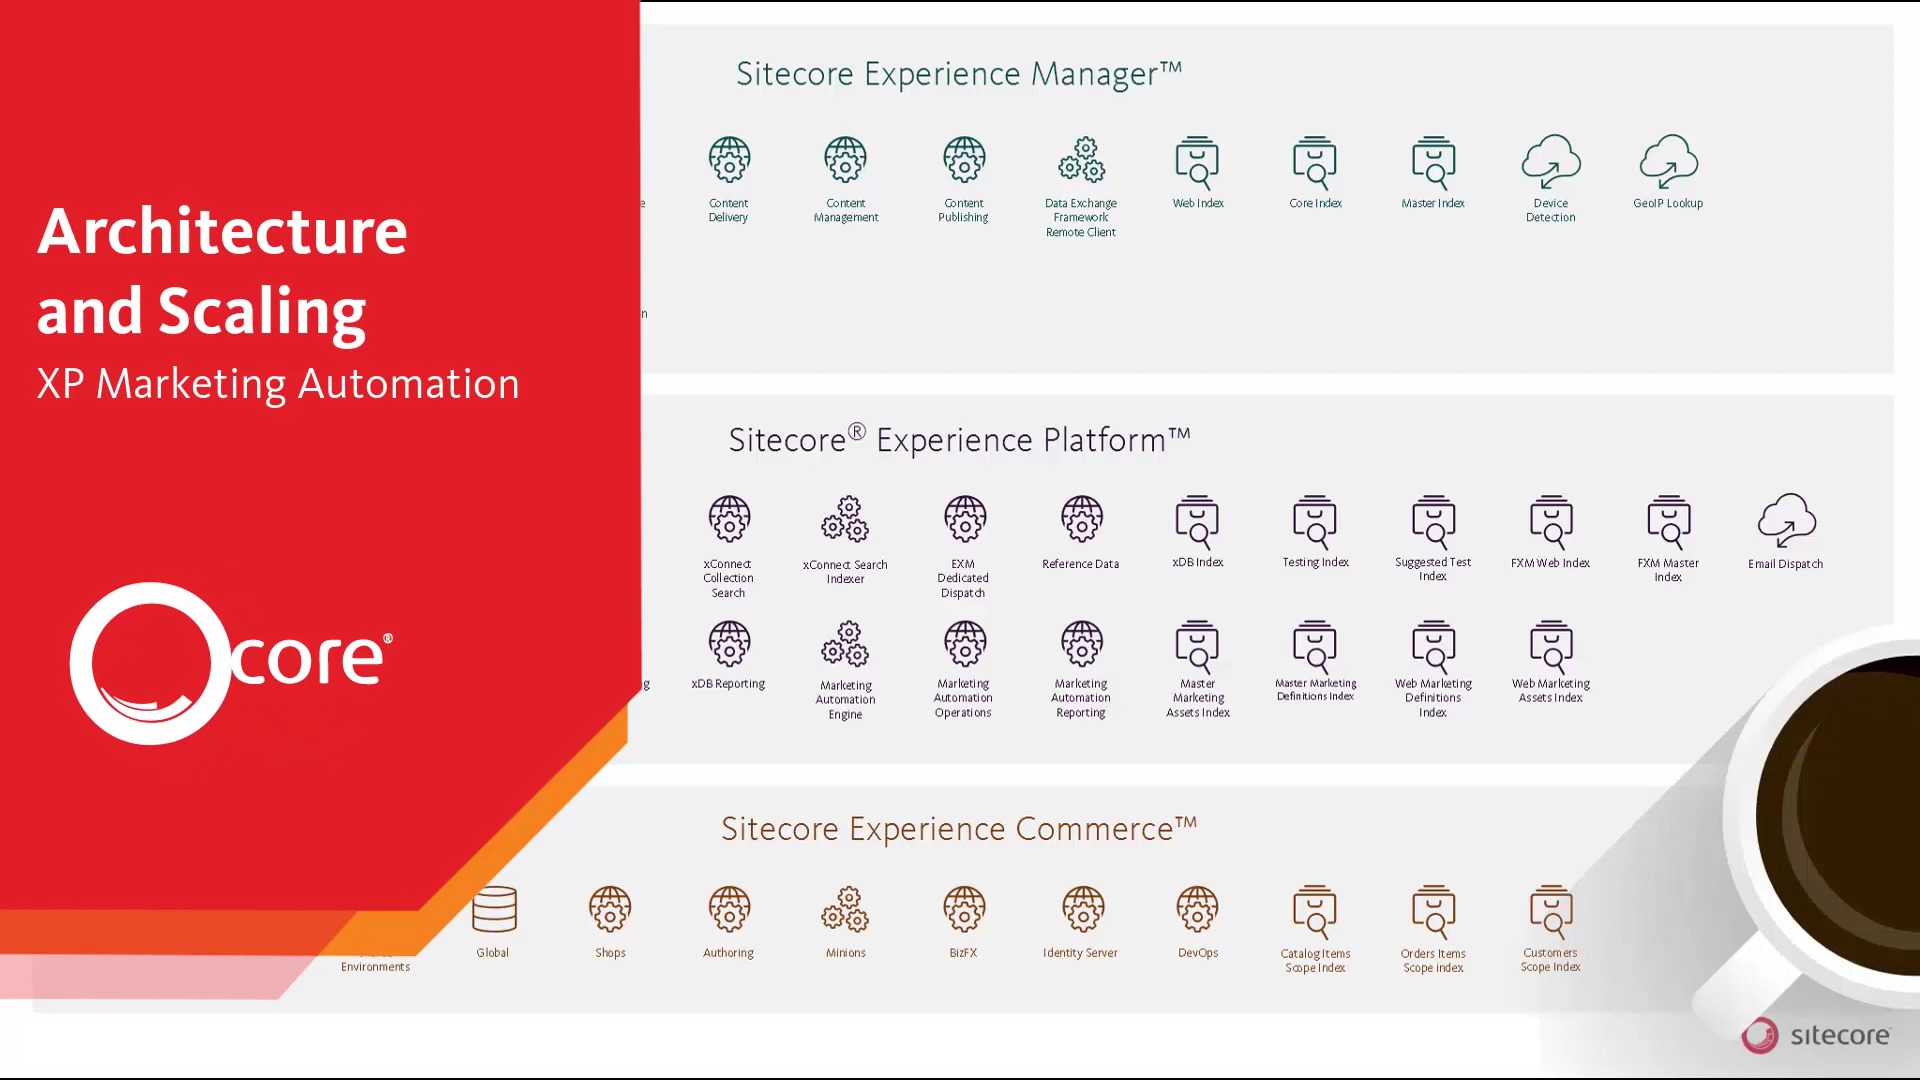 Architecture
and Scaling
XP Marketing Automation
core®
Sitecore Experience Manager™
Content
Delivery
Content
Management
Content
Publishing
Data Exchange
Framework
Remote Client
Web Index
Core Index
Master Index
Device
Detection
GeoIP Lookup
Sitecore® Experience Platform™
xConnect
Collection
Search
xConnect Search
Indexer
EXM
Dedicated
Dispatch
Reference Data
xDB Index
Testing Index
Suggested Test
Index
FXM Web Index
FXM Master
Index
Email Dispatch
xDB Reporting
Marketing
Automation
Engine
Marketing
Automation
Operations
Marketing
Automation
Reporting
Master
Marketing
Assets Index
Master Marketing
Definitions Index
Web Marketing
Definitions
Index
Web Marketing
Assets Index
Sitecore Experience Commerce™
Environments
Global
Shops
Authoring
Minions
BizFX
Identity Server
DevOps
Catalog Items
Scope Index
Orders Items
Scope index
Customers
Scope Index
sitecore